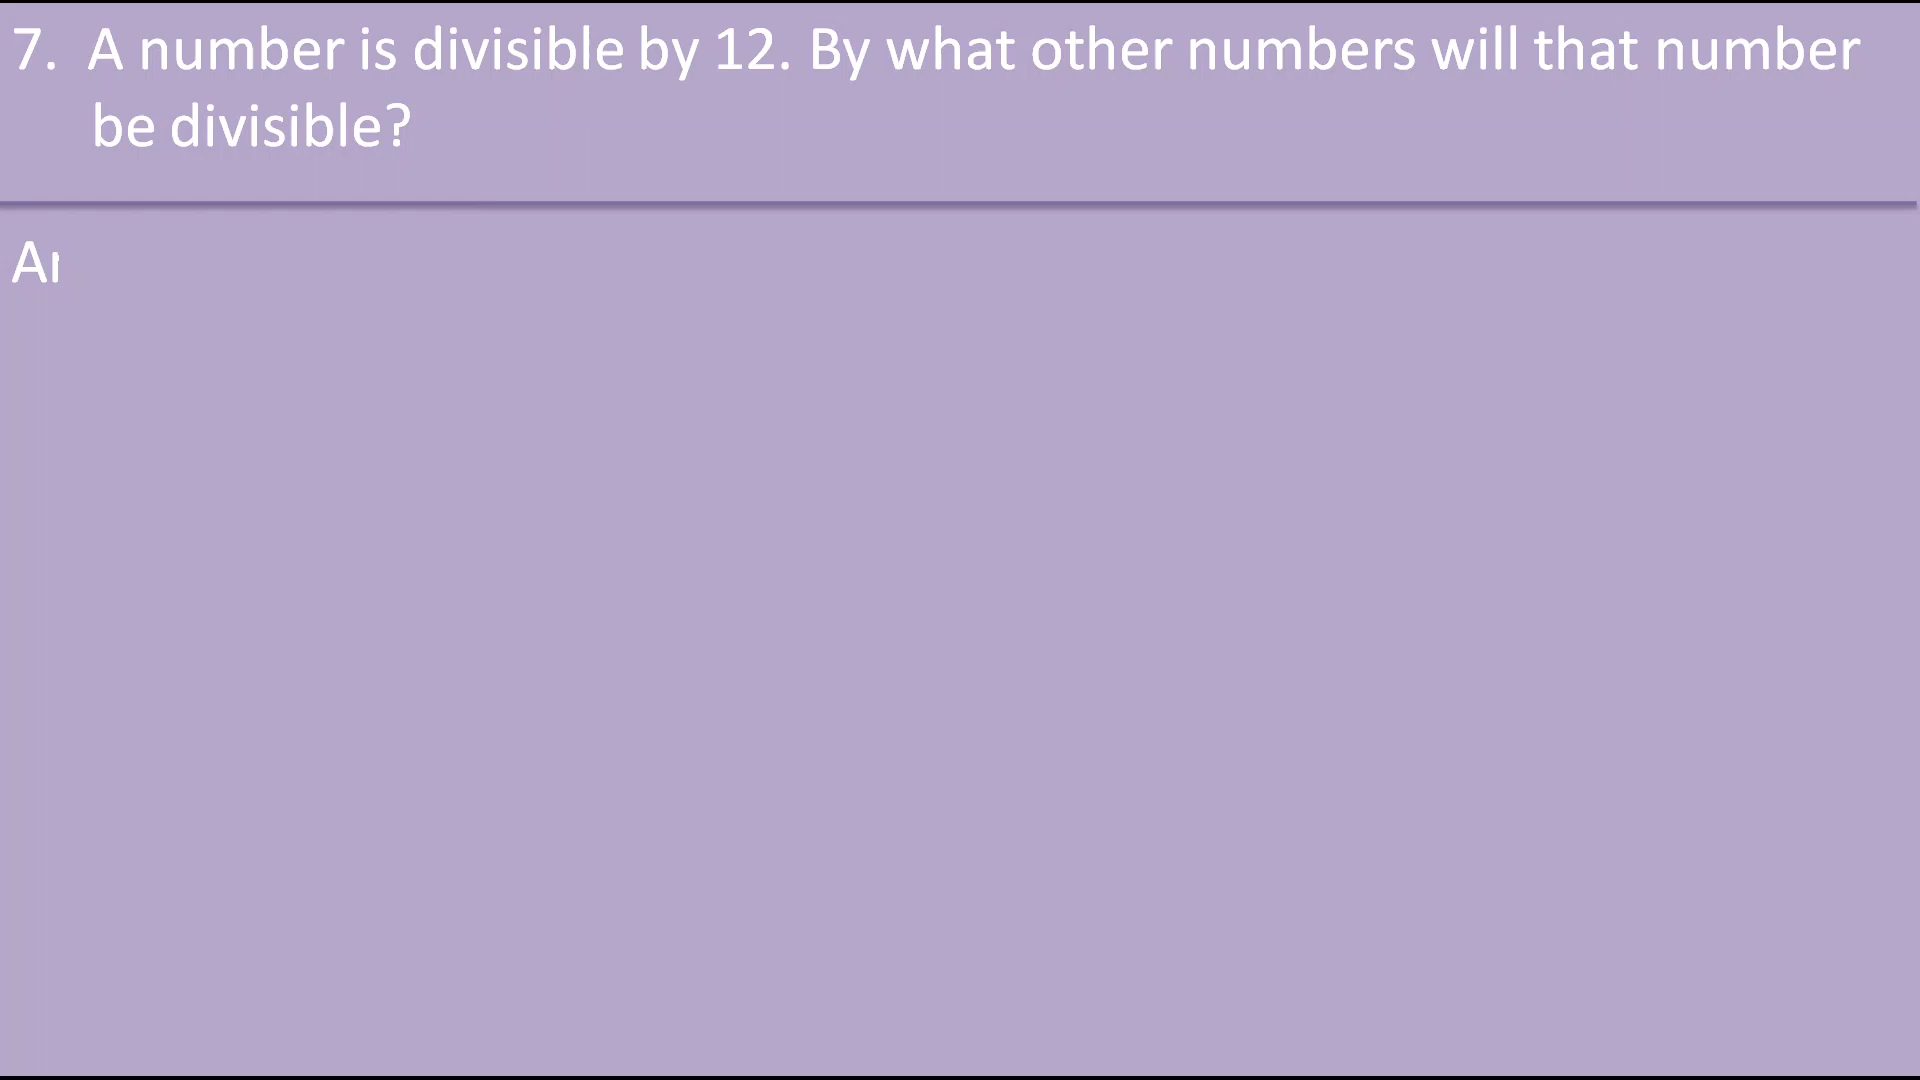 7. A number is divisible by 12. By what other numbers will that number
be divisible?